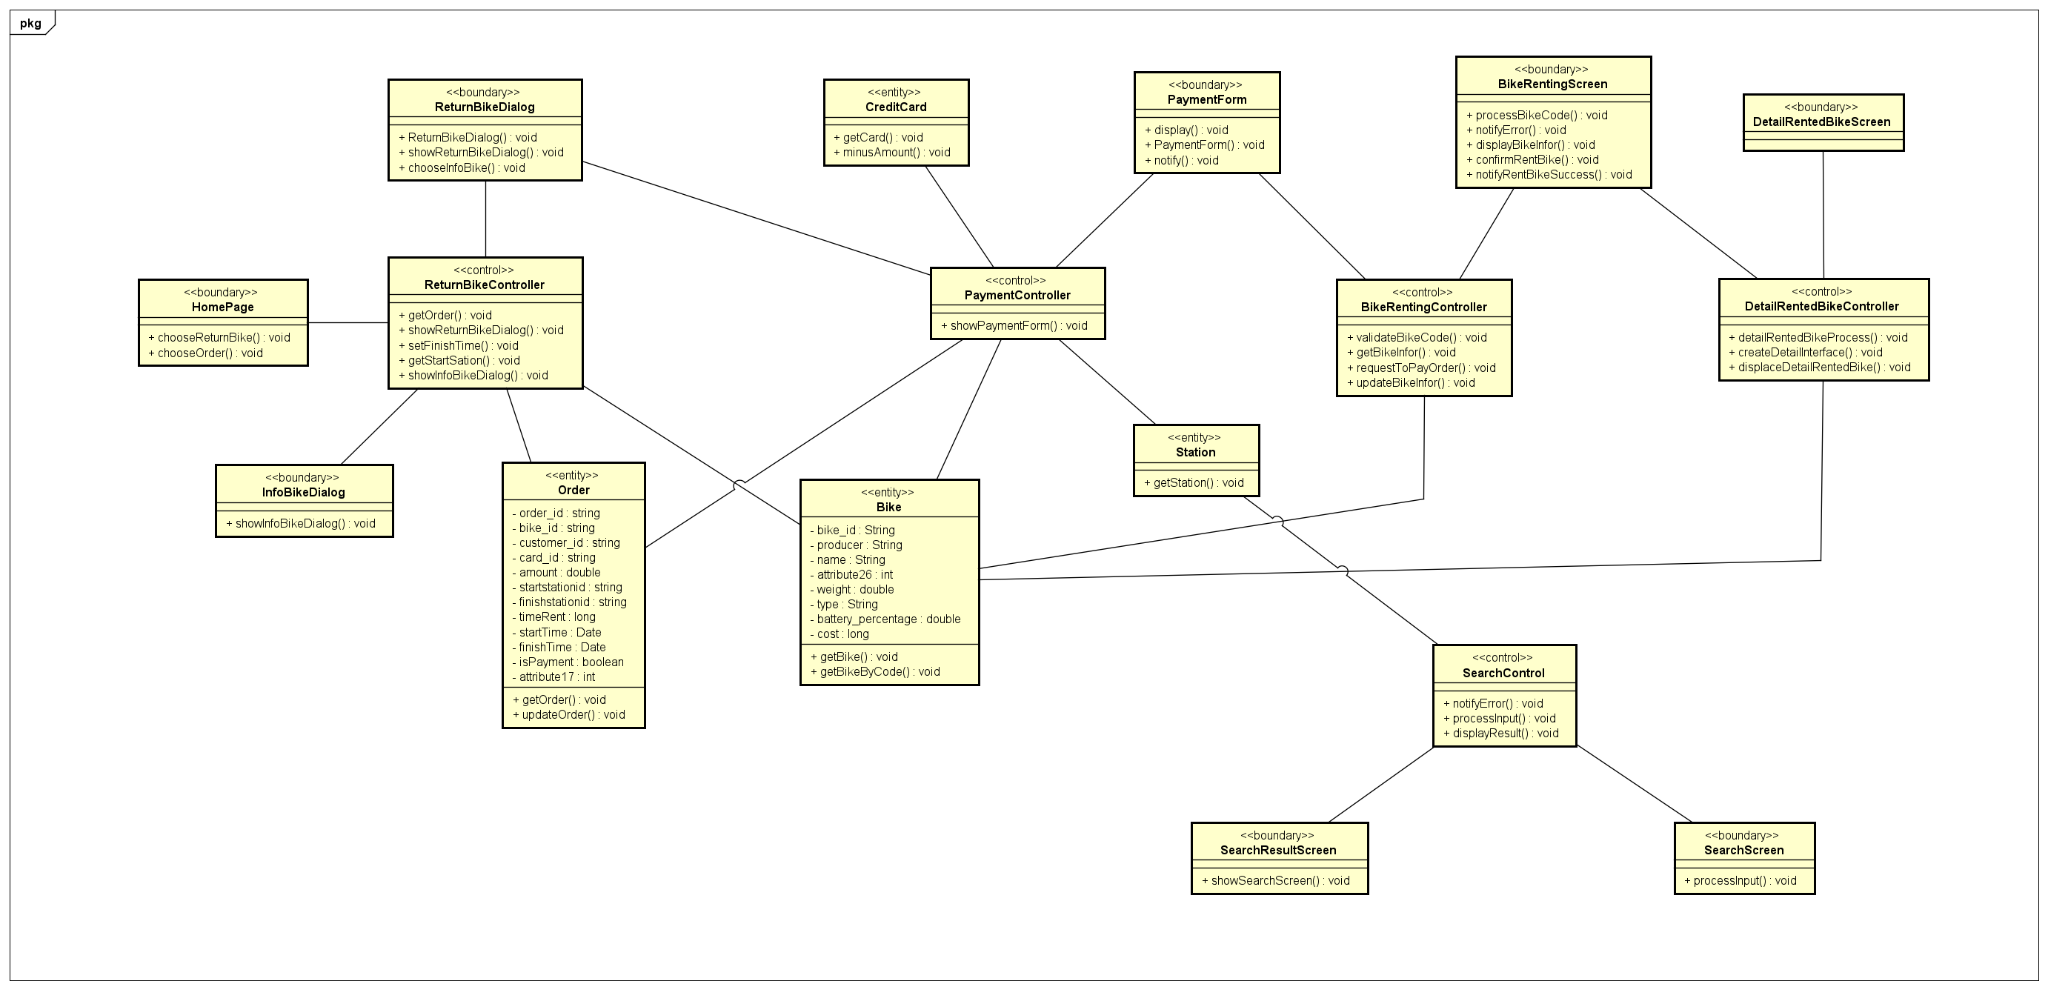 pkg
<<boundary>>
ReturnBikeDialog
+ ReturnBikeDialog() : void
+ showReturnBikeDialog() : void
+ chooseInfoBike() : void
<<entity>>
CreditCard
+ getCard() : void
+ minusAmount() : void
<<boundary>>
PaymentForm
+ display() : void
+ PaymentForm() : void
+ notify() : void
<<boundary>>
BikeRentingScreen
+ processBikeCode() : void
+ notifyError() : void
+ displayBikeInfor() : void
+ confirmRentBike() : void
+ notifyRentBikeSuccess() : void
<<boundary>>
DetailRentedBikeScreen
<<boundary>>
HomePage
+ chooseReturnBike() : void
+ chooseOrder() : void
<<control>>
ReturnBikeController
+ getOrder() : void
+ showReturnBikeDialog() : void
+ setFinishTime() : void
+ getStartSation() : void
+ showInfoBikeDialog() : void
<<control>>
PaymentController
+ showPaymentForm() : void
<<control>>
BikeRentingController
+ validateBikeCode() : void
+ getBikeInfor() : void
+ requestToPayOrder() : void
+ updateBikeInfor() : void
<<control>>
DetailRentedBikeController
+ detailRentedBikeProcess() : void
+ createDetailInterface() : void
+ displaceDetailRentedBike() : void
<<boundary>>
InfoBikeDialog
+ showInfoBikeDialog() : void
<<entity>>
Order
- order_id : string
- bike_id : string
- customer_id : string
- card_id : string
- amount : double
- startstationid : string
- finishstationid : string
- timeRent : long
- startTime : Date
- finishTime : Date
- isPayment : boolean
- attribute17 : int
+ getOrder() : void
+ updateOrder() : void
<<entity>>
Bike
- bike_id : String
- producer : String
- name : String
- attribute26 : int
- weight : double
- type : String
- battery_percentage : double
- cost : long
+ getBike() : void
+ getBikeByCode() : void
<<entity>>
Station
+ getStation() : void
<<control>>
SearchControl
+ notifyError() : void
+ processInput() : void
+ displayResult() : void
<<boundary>>
SearchResultScreen
+ showSearchScreen() : void
<<boundary>>
SearchScreen
+ processInput() : void